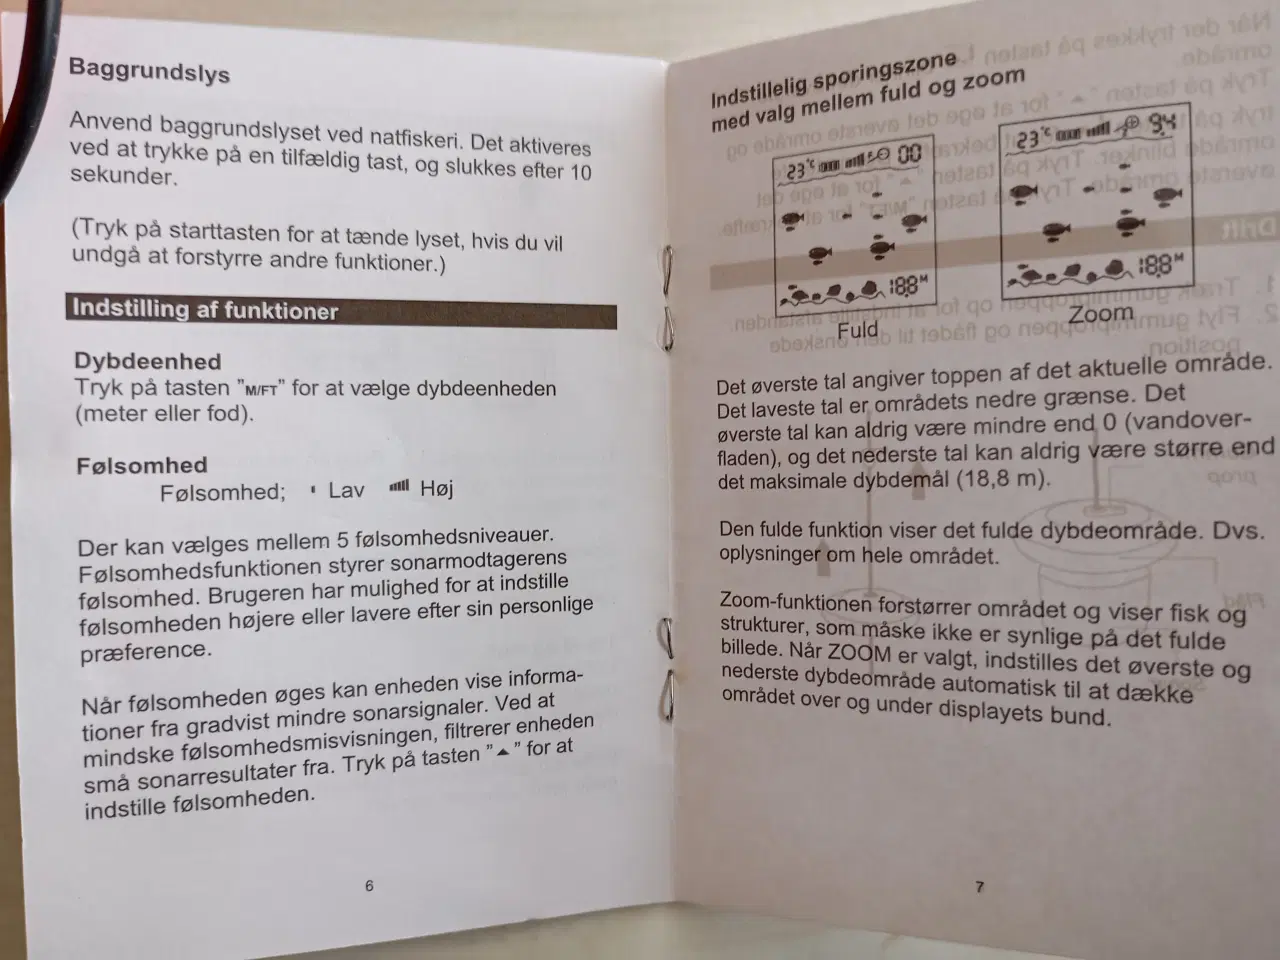 Baggrundslys
Anvend baggrundslyset ved natfiskeri. Det aktiveres
ved at trykke på en tilfældig tast, og slukkes efter 10
sekunder.
(Tryk på starttasten for at tænde lyset, hvis du vil
undgå at forstyrre andre funktioner.)
Indstilling af funktioner
Dybdeenhed
Tryk på tasten ”M/FT” for at vælge dybdeenheden
(meter eller fod).
Følsomhed
Følsomhed; Lav Høj
Der kan vælges mellem 5 følsomhedsniveauer.
Følsomhedsfunktionen styrer sonarmodtagerens
følsomhed. Brugeren har mulighed for at indstille
følsomheden højere eller lavere efter sin personlige
præference.
Når følsomheden øges kan enheden vise informa-
tioner fra gradvist mindre sonarsignaler. Ved at
mindske følsomhedsmisvisningen, filtrerer enheden
små sonarresultater fra. Tryk på tasten ”▲” for at
indstille følsomheden.
6
Indstillelig sporingszone
med valg mellem fuld og zoom
23°C 00
18.8 M
Fuld
23°C 9.4
18.8 M
Zoom
Det øverste tal angiver toppen af det aktuelle område.
Det laveste tal er områdets nedre grænse. Det
øverste tal kan aldrig være mindre end 0 (vandover-
fladen), og det nederste tal kan aldrig være større end
det maksimale dybdemål (18,8 m).
Den fulde funktion viser det fulde dybdeområde. Dvs.
oplysninger om hele området.
Zoom-funktionen forstørrer området og viser fisk og
strukturer, som måske ikke er synlige på det fulde
billede. Når ZOOM er valgt, indstilles det øverste og
nederste dybdeområde automatisk til at dække
området over og under displayets bund.
7